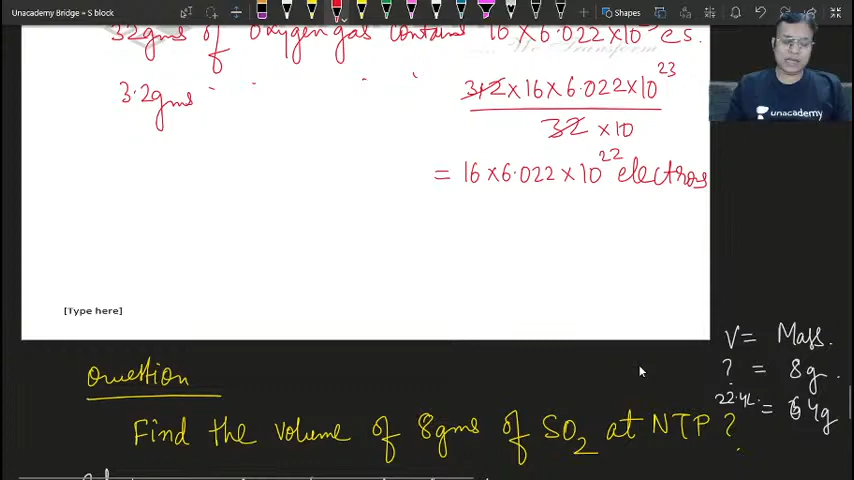 Unacademy Bridge - S block
Shapes
32gms of oxygen gas contains 16 X 6.022 X 10 es.
We Transform
3.2gms
3.2 X 16 X 6.022 X 10^23
32 X 10
= 16 X 6.022 X 10^22 electrons
unacademy
[Type here]
V = Mass.
? = 8g.
22.4L. = 64g
Question
Find the volume of 8gms of SO2 at NTP?